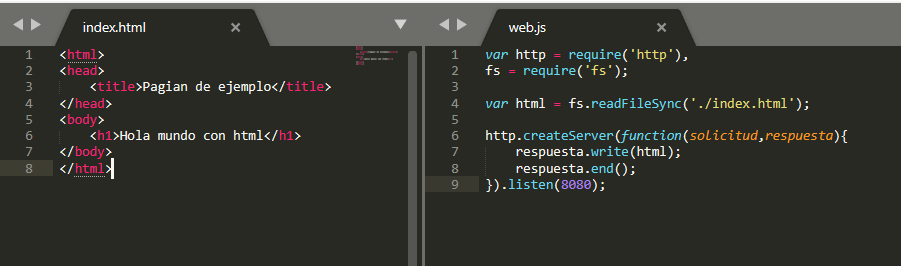 index.html
1 <html>
2 <head>
3 <title>Pagian de ejemplo</title>
4 </head>
5 <body>
6 <h1>Hola mundo con html</h1>
7 </body>
8 </html>
web.js
1 var http = require('http'),
2 fs = require('fs');
3
4 var html = fs.readFileSync('./index.html');
5
6 http.createServer(function(solicitud,respuesta){
7 respuesta.write(html);
8 respuesta.end();
9 }).listen(8080);